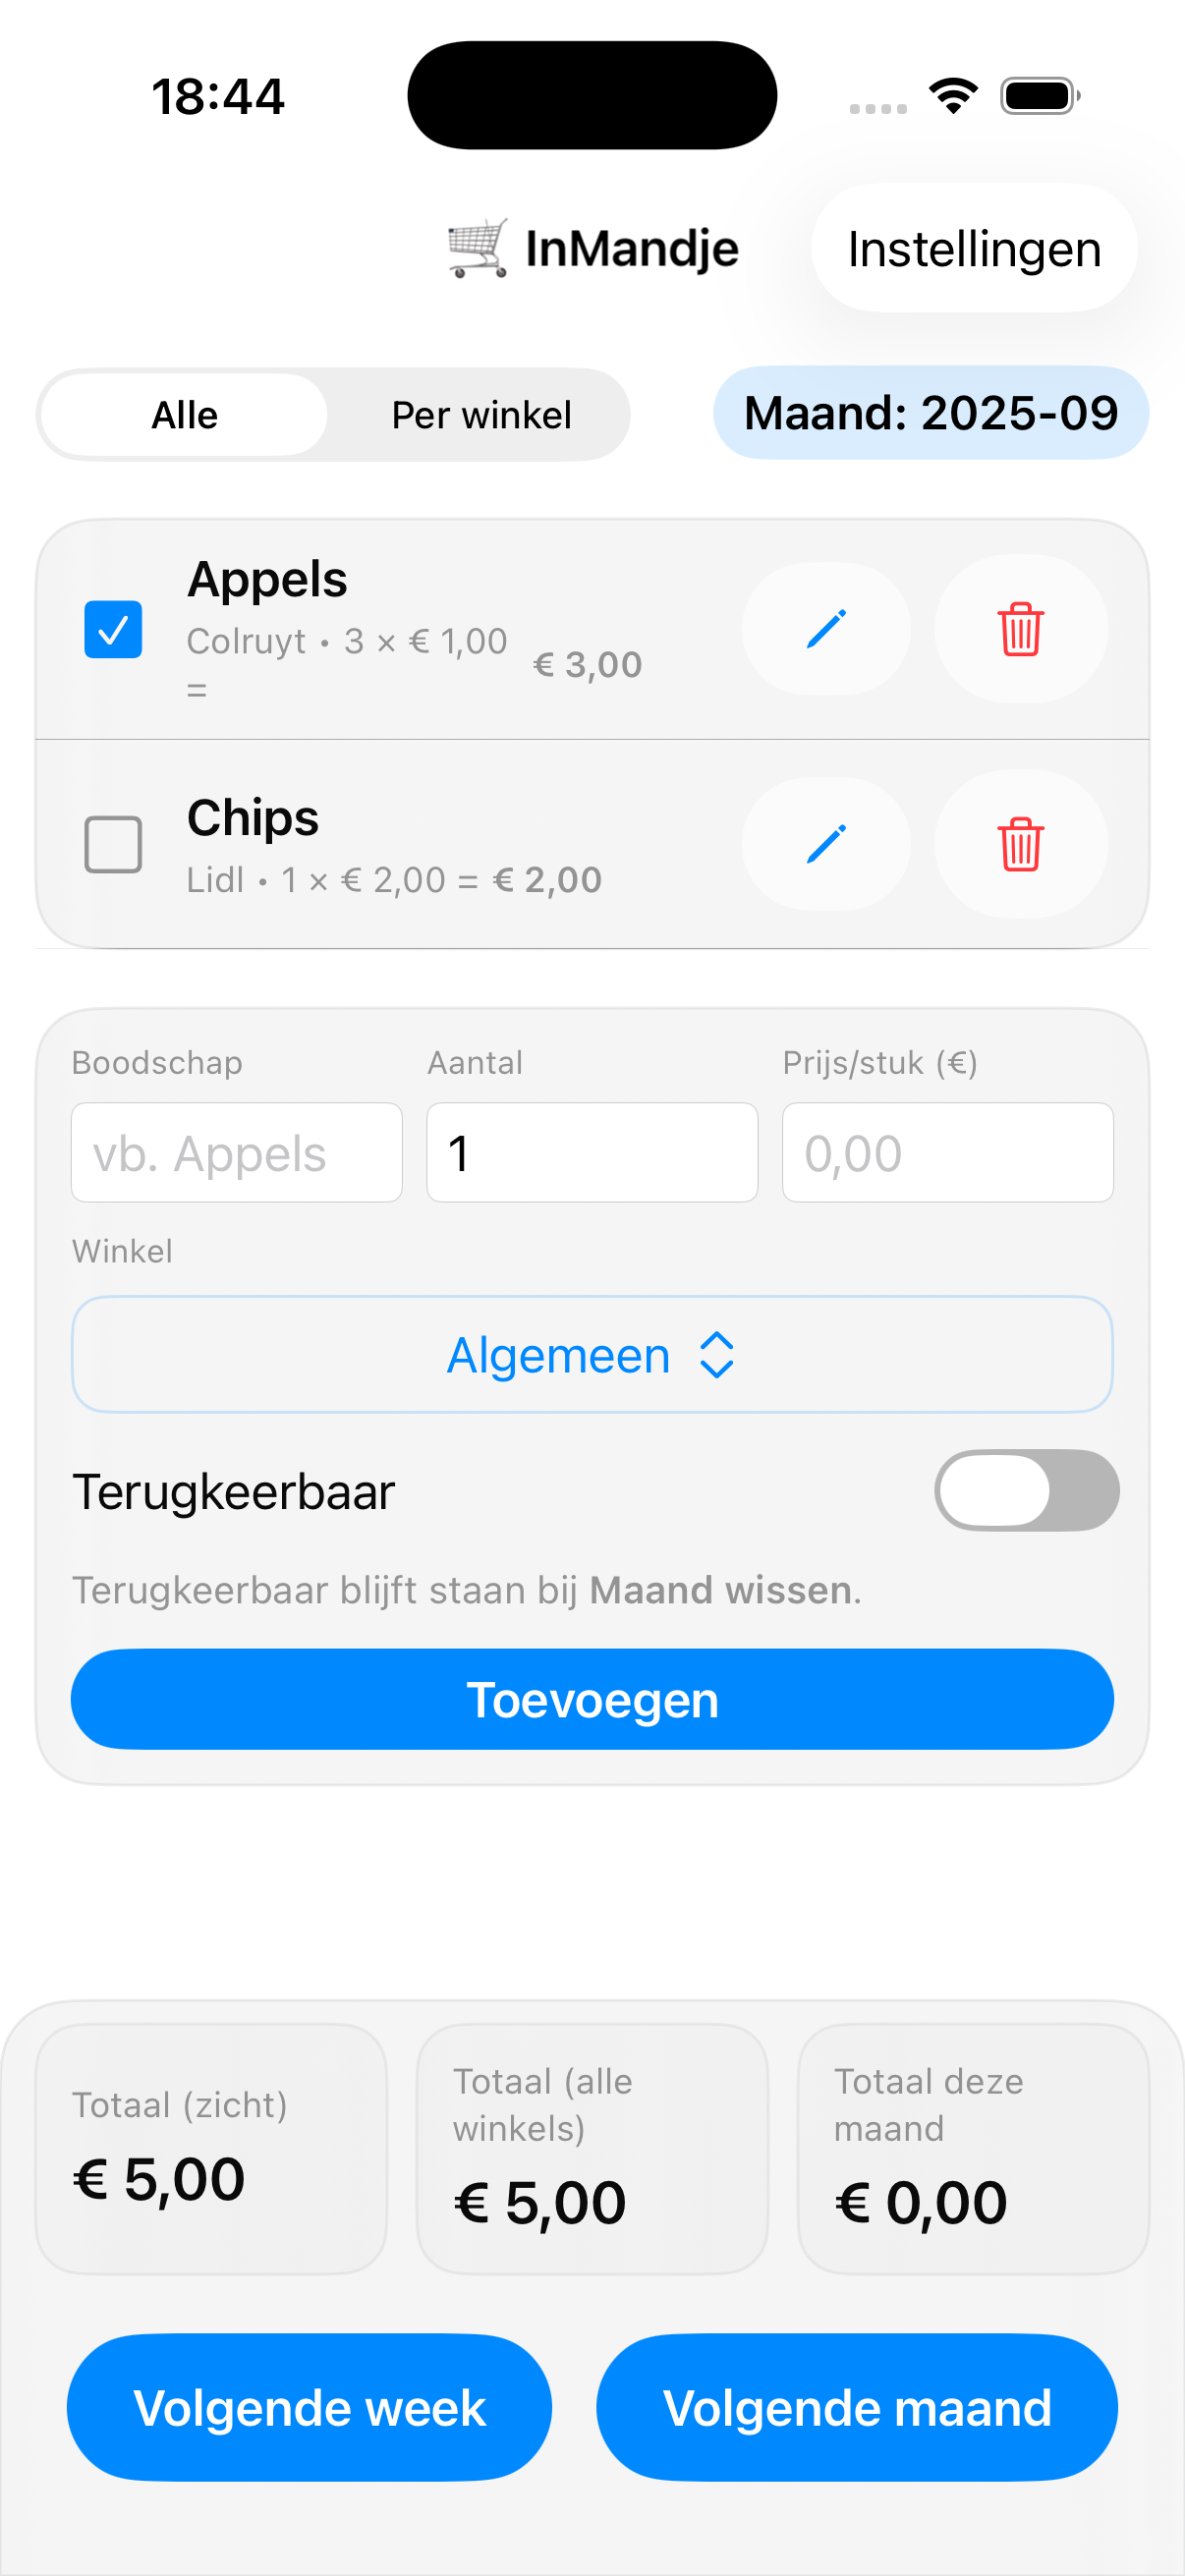 18:44
🛒 InMandje
Instellingen
Alle
Per winkel
Maand: 2025-09
Appels
Colruyt • 3 × € 1,00
= € 3,00
Chips
Lidl • 1 × € 2,00 = € 2,00
Boodschap
Aantal
Prijs/stuk (€)
vb. Appels
1
0,00
Winkel
Algemeen
Terugkeerbaar
Terugkeerbaar blijft staan bij Maand wissen.
Toevoegen
Totaal (zicht)
€ 5,00
Totaal (alle
winkels)
€ 5,00
Totaal deze
maand
€ 0,00
Volgende week
Volgende maand